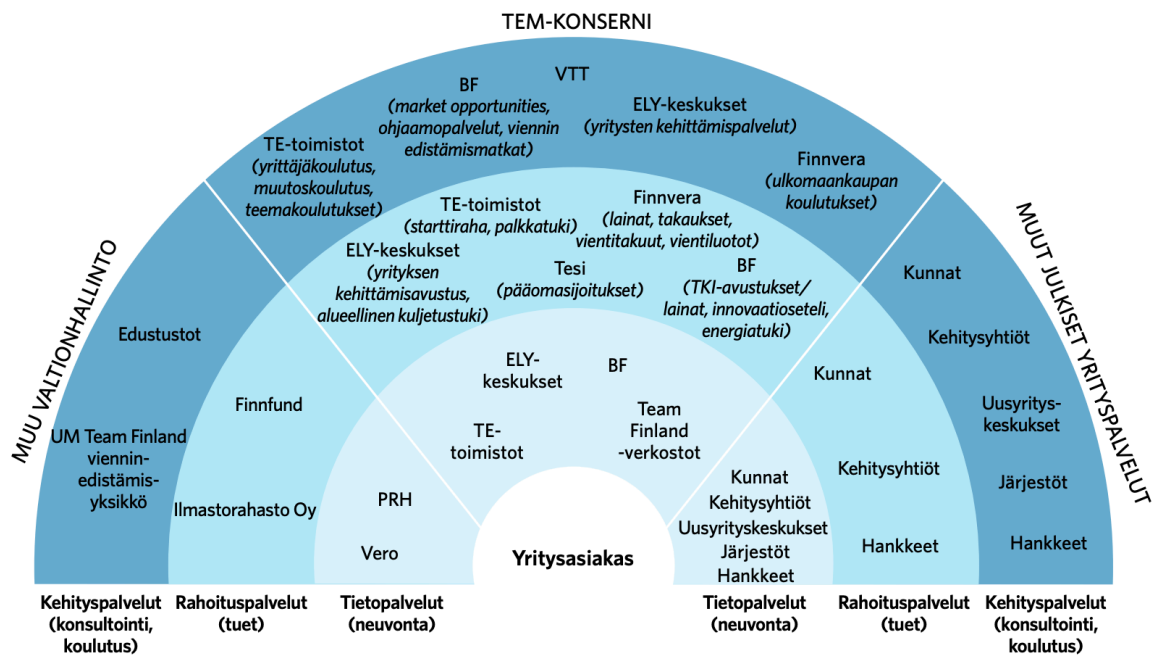 TEM-KONSERNI
VTT
BF
(market opportunities,
ohjaamopalvelut, viennin
edistämismatkat)
ELY-keskukset
(yritysten kehittämispalvelut)
TE-toimistot
(yrittäjäkoulutus,
muutoskoulutus,
teemakoulutukset)
Finnvera
(ulkomaankaupan
koulutukset)
TE-toimistot
(starttiraha, palkkatuki)
Finnvera
(lainat, takaukset,
vientitakuut, vientiluotot)
ELY-keskukset
(yrityksen
kehittämisavustus,
alueellinen kuljetustuki)
Tesi
(pääomasijoitukset)
BF
(TKI-avustukset/
lainat, innovaatioseteli,
energiatuki)
ELY-
keskukset
BF
TE-
toimistot
Team
Finland
-verkostot
MUU VALTIONHALLINTO
Edustustot
UM Team Finland
viennin-
edistämis-
yksikkö
Finnfund
Ilmastorahasto Oy
PRH
Vero
Yritysasiakas
MUUT JULKISET YRITYSPALVELUT
Kunnat
Kehitysyhtiöt
Uusyritys-
keskukset
Järjestöt
Hankkeet
Kunnat
Kehitysyhtiöt
Hankkeet
Kunnat
Kehitysyhtiöt
Uusyrityskeskukset
Järjestöt
Hankkeet
Kehityspalvelut
(konsultointi,
koulutus)
Rahoituspalvelut
(tuet)
Tietopalvelut
(neuvonta)
Tietopalvelut
(neuvonta)
Rahoituspalvelut
(tuet)
Kehityspalvelut
(konsultointi,
koulutus)